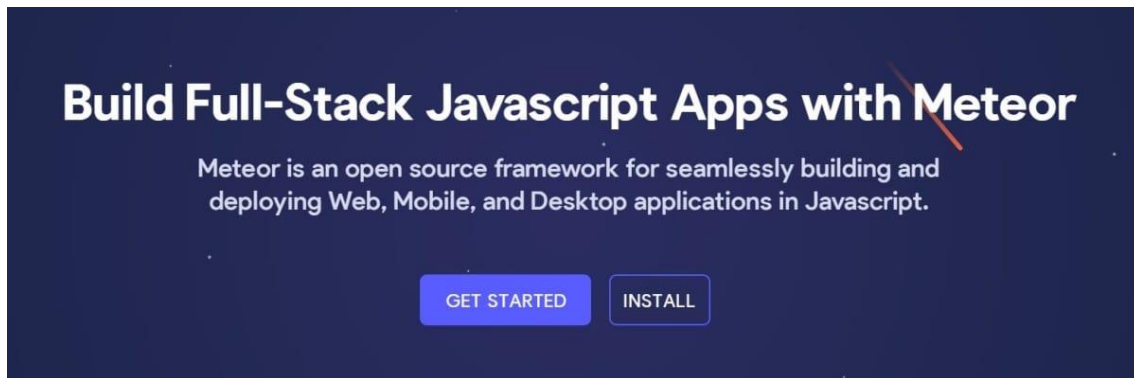 Build Full-Stack Javascript Apps with Meteor
Meteor is an open source framework for seamlessly building and
deploying Web, Mobile, and Desktop applications in Javascript.
GET STARTED INSTALL